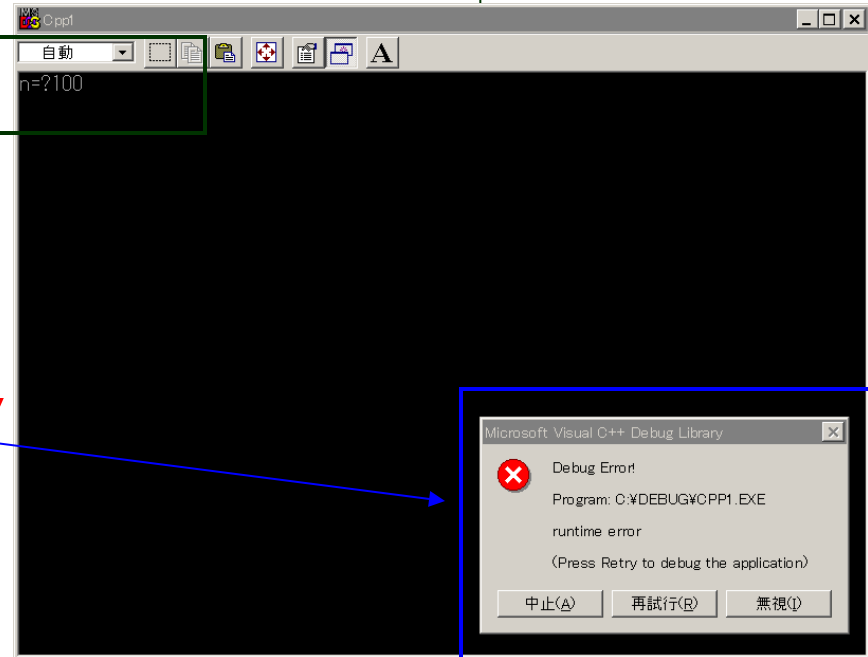 Cpp1
自動
A
n=?100
Microsoft Visual C++ Debug Library
Debug Error!
Program: C:¥DEBUG¥CPP1.EXE
runtime error
(Press Retry to debug the application)
中止(A) 再試行(R) 無視(I)